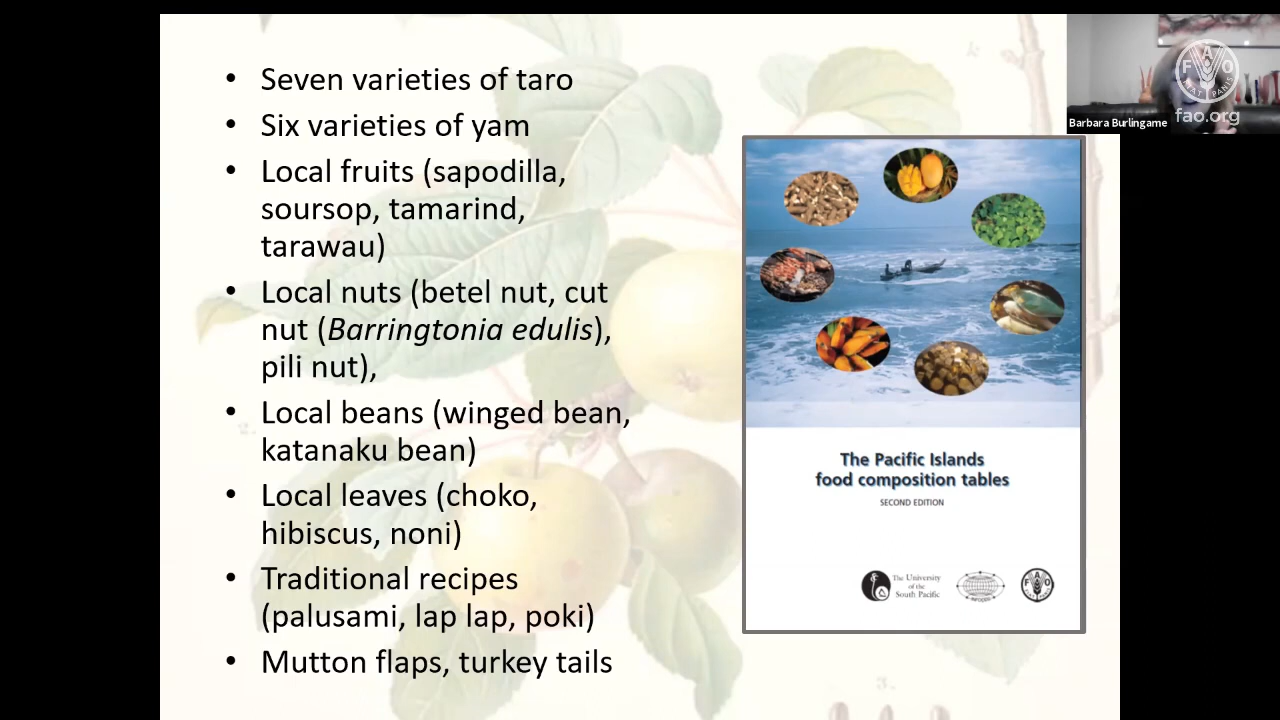 • Seven varieties of taro
• Six varieties of yam
• Local fruits (sapodilla,
soursop, tamarind,
tarawau)
• Local nuts (betel nut, cut
nut (Barringtonia edulis),
pili nut),
• Local beans (winged bean,
katanaku bean)
• Local leaves (choko,
hibiscus, noni)
• Traditional recipes
(palusami, lap lap, poki)
• Mutton flaps, turkey tails
The Pacific Islands
food composition tables
SECOND EDITION
The University
of the
South Pacific
F A O
F A O
FIAT PANIS
fao.org
Barbara Burlingame